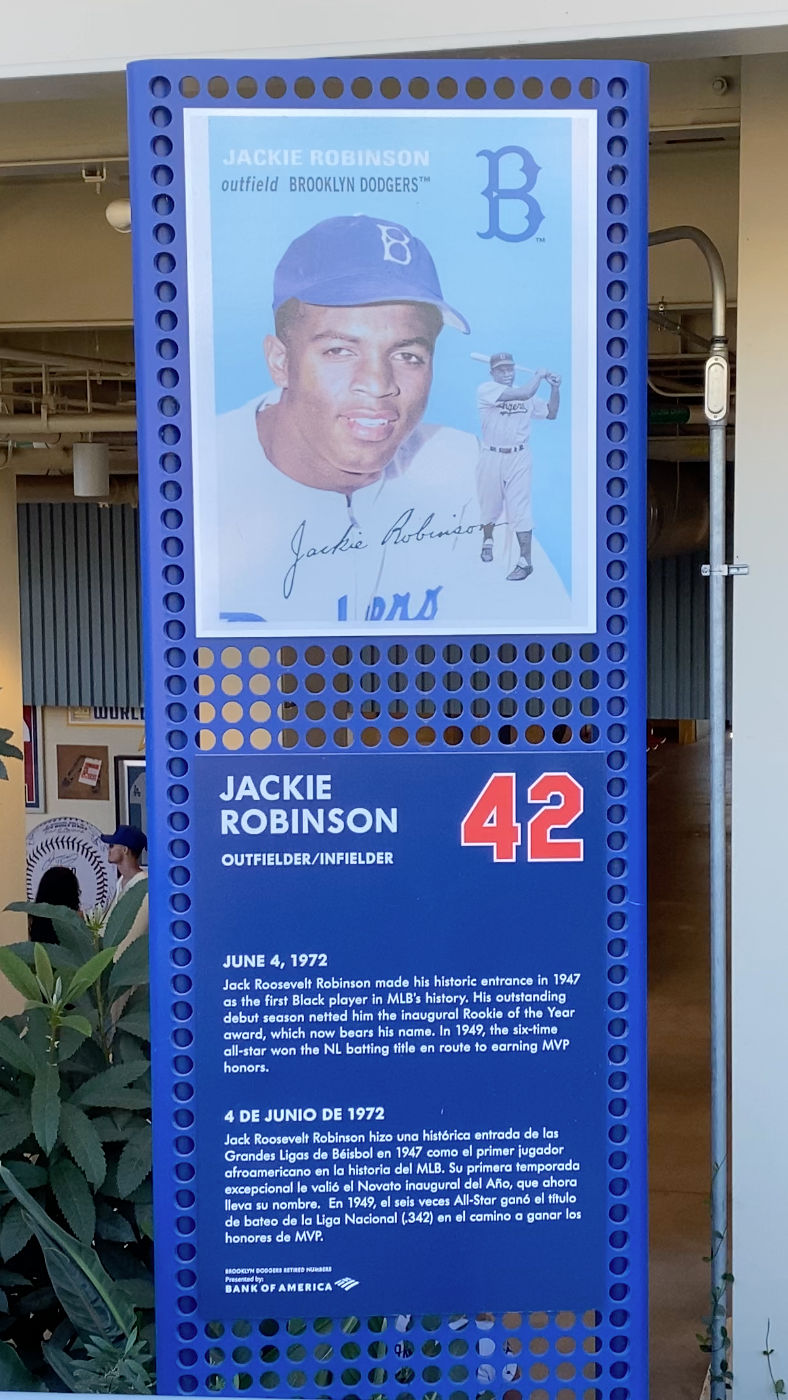 JACKIE ROBINSON
outfield BROOKLYN DODGERS™
B
™
B
Jackie Robinson
WORL
JACKIE
ROBINSON
42
OUTFIELDER/INFIELDER
JUNE 4, 1972
Jack Roosevelt Robinson made his historic entrance in 1947
as the first Black player in MLB's history. His outstanding
debut season netted him the inaugural Rookie of the Year
award, which now bears his name. In 1949, the six-time
all-star won the NL batting title en route to earning MVP
honors.
4 DE JUNIO DE 1972
Jack Roosevelt Robinson hizo una histórica entrada de las
Grandes Ligas de Béisbol en 1947 como el primer jugador
afroamericano en la historia del MLB. Su primera temporada
excepcional le valió el Novato inaugural del Año, que ahora
lleva su nombre. En 1949, el seis veces All-Star ganó el título
de bateo de la Liga Nacional (.342) en el camino a ganar los
honores de MVP.
BROOKLYN DODGERS RETIRED NUMBERS
Presented by:
BANK OF AMERICA